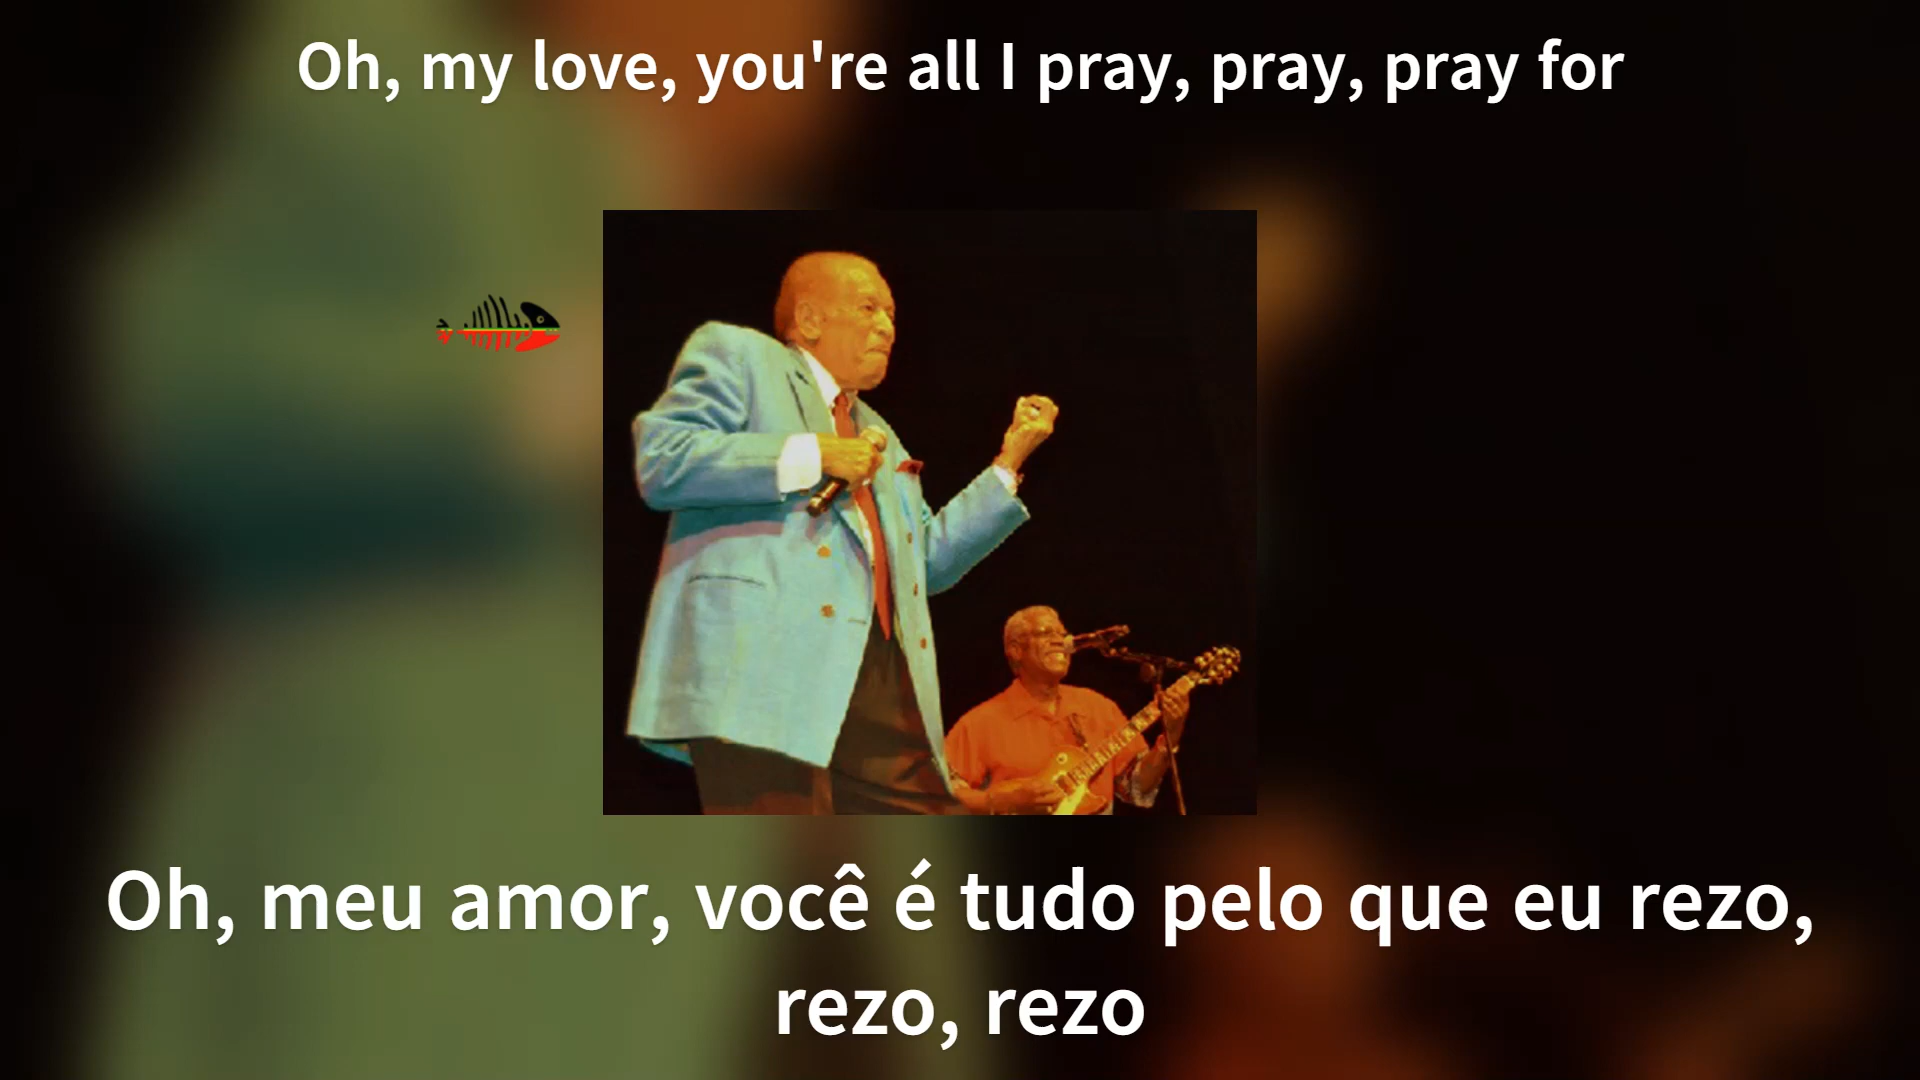 Oh, my love, you're all I pray, pray, pray for
Oh, meu amor, você é tudo pelo que eu rezo,
rezo, rezo